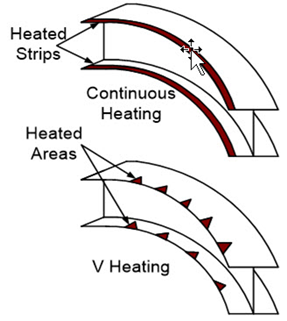 Heated
Strips
Continuous
Heating
Heated
Areas
V Heating